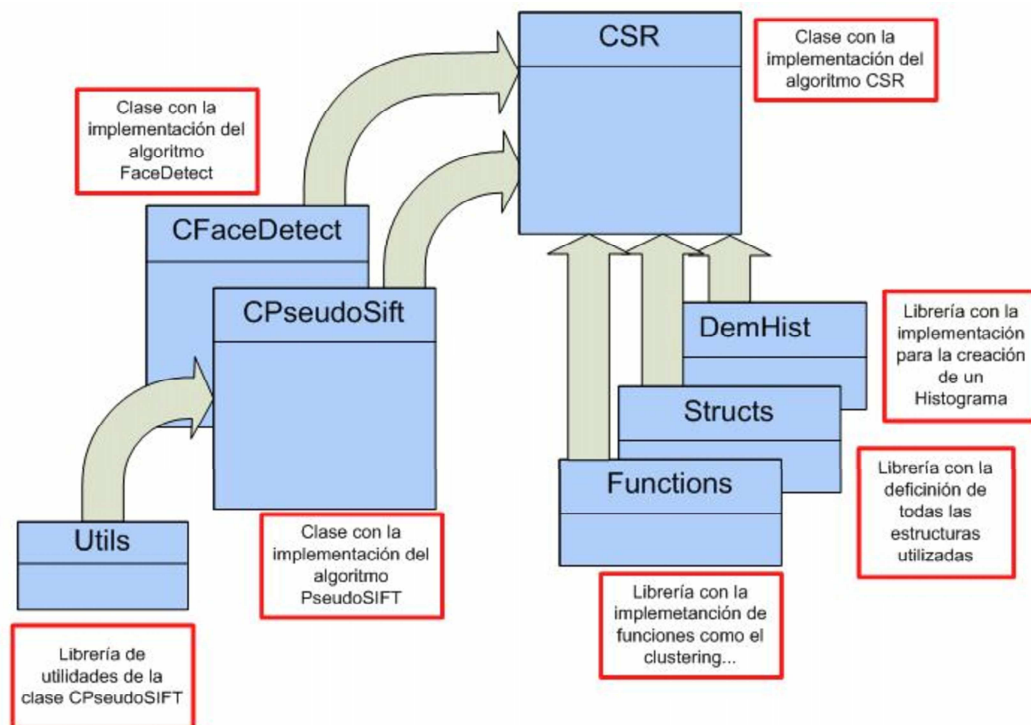 CSR
Clase con la
implementación del
algoritmo CSR
Clase con la
implementación del
algoritmo
FaceDetect
CFaceDetect
CPseudoSift
DemHist
Librería con la
implementación
para la creación
de un
Histograma
Structs
Functions
Librería con la
deficinión de
todas las
estructuras
utilizadas
Utils
Clase con la
implementación del
algoritmo
PseudoSIFT
Librería con la
implemetanción de
funciones como el
clustering...
Librería de
utilidades de la
clase CPseudoSIFT